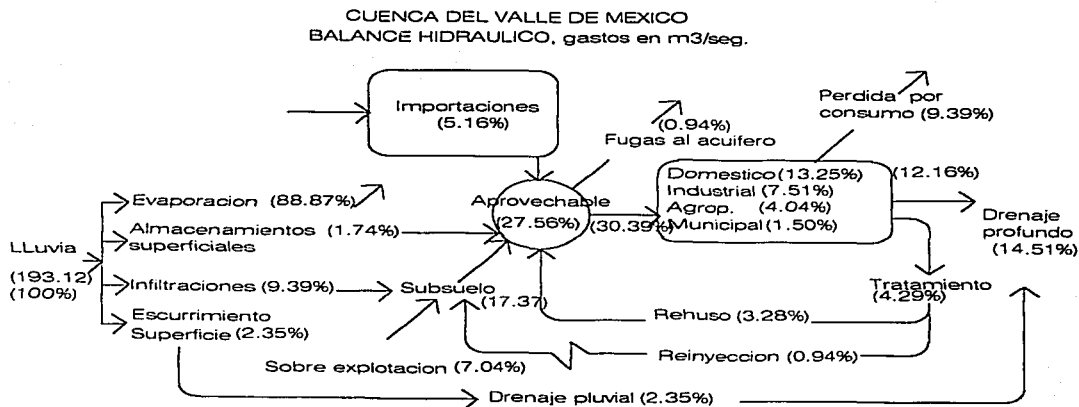 CUENCA DEL VALLE DE MEXICO
BALANCE HIDRAULICO, gastos en m3/seg.
Importaciones
(5.16%)
(0.94%)
Fugas al acuifero
Perdida por
consumo (9.39%)
LLuvia
(193.12)
(100%)
Evaporacion (88.87%)
Almacenamientos (1.74%)
superficiales
Infiltraciones (9.39%)
Escurrimiento
Superficie (2.35%)
Aprovechable
(27.56%)
(30.39%)
Domestico (13.25%)
Industrial (7.51%)
Agrop. (4.04%)
Municipal (1.50%)
(12.16%)
Drenaje
profundo
(14.51%)
Subsuelo
(17.37)
Tratamiento
(4.29%)
Rehuso (3.28%)
Reinyeccion (0.94%)
Sobre explotacion (7.04%)
Drenaje pluvial (2.35%)